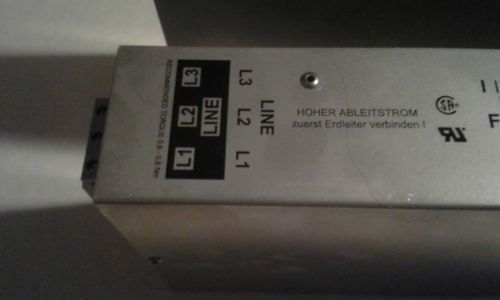 RECOMMENDED TORQUE 0,6 - 0,8 Nm
L1 L2 L3
LINE
L3
L2
L1
LINE
HOHER ABLEITSTROM
zuerst Erdleiter verbinden !